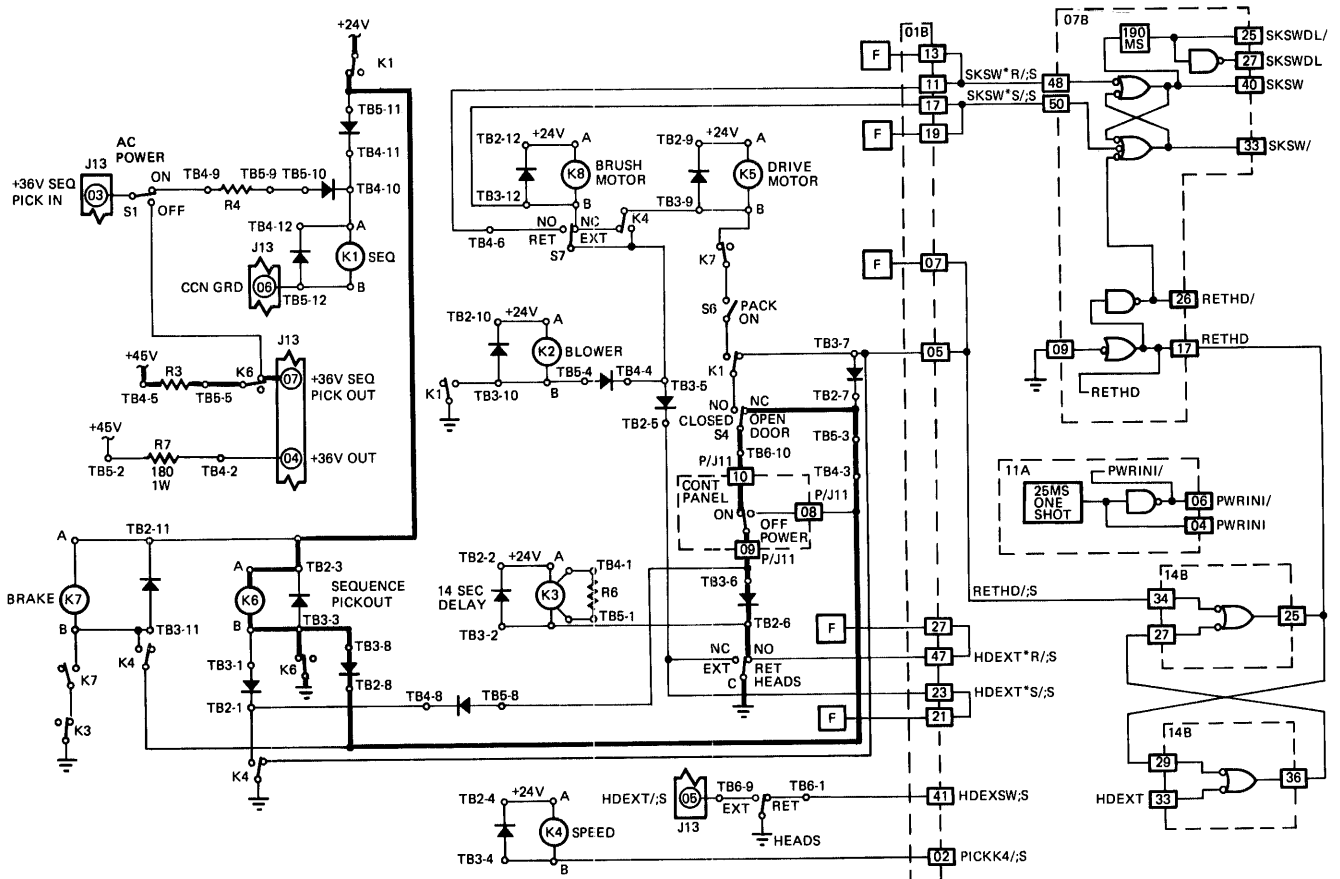 +24V
K1
TB5-11
TB4-11
AC POWER
J13
+36V SEQ PICK IN
03
ON
S1
OFF
TB4-9
R4
TB5-9
TB5-10
TB4-10
TB4-12
A
K1
SEQ
B
J13
CCN GRD
06
TB5-12
J13
+45V
R3
K6
TB4-5
TB5-5
07
+36V SEQ PICK OUT
+45V
R7
TB5-2
180
1W
TB4-2
04
+36V OUT
A
TB2-11
BRAKE
K7
B
TB3-11
K4
K7
K3
A
TB2-3
SEQUENCE PICKOUT
K6
B
TB3-3
TB3-1
K6
TB3-8
TB2-8
TB2-1
K4
TB4-8
TB5-8
TB2-12
+24V
A
K8
BRUSH MOTOR
TB3-12
B
NO
RET
NC
EXT
S7
K4
TB4-6
TB2-9
+24V
A
K5
DRIVE MOTOR
TB3-9
B
K7
S6
PACK ON
K1
TB3-7
TB2-10
+24V
A
K2
BLOWER
K1
TB3-10
B
TB5-4
TB4-4
TB3-5
TB2-5
NO
CLOSED
NC
OPEN
S4
DOOR
TB2-7
TB5-3
TB4-3
TB6-10
P/J11
10
CONT PANEL
ON
OFF
POWER
08
P/J11
09
P/J11
TB3-6
TB2-2
+24V
A
TB4-1
14 SEC DELAY
K3
R6
TB3-2
B
TB5-1
TB2-6
NC
EXT
NO
RET
HEADS
C
TB2-4
+24V
A
K4
SPEED
TB3-4
B
HDEXT/;S
05
J13
TB6-9
EXT
RET
TB6-1
HEADS
01B
F
13
11
17
F
19
SKSW*R/;S
SKSW*S/;S
F
07
05
RETHD/;S
F
27
47
HDEXT*R/;S
23
HDEXT*S/;S
F
21
41
HDEXSW;S
02
PICKK4/;S
07B
190 MS
25
SKSWDL/
27
SKSWDL
48
40
SKSW
50
33
SKSW/
26
RETHD/
09
17
RETHD
RETHD
11A
25MS ONE SHOT
PWRINI/
06
PWRINI/
04
PWRINI
14B
34
27
25
14B
29
HDEXT
33
36